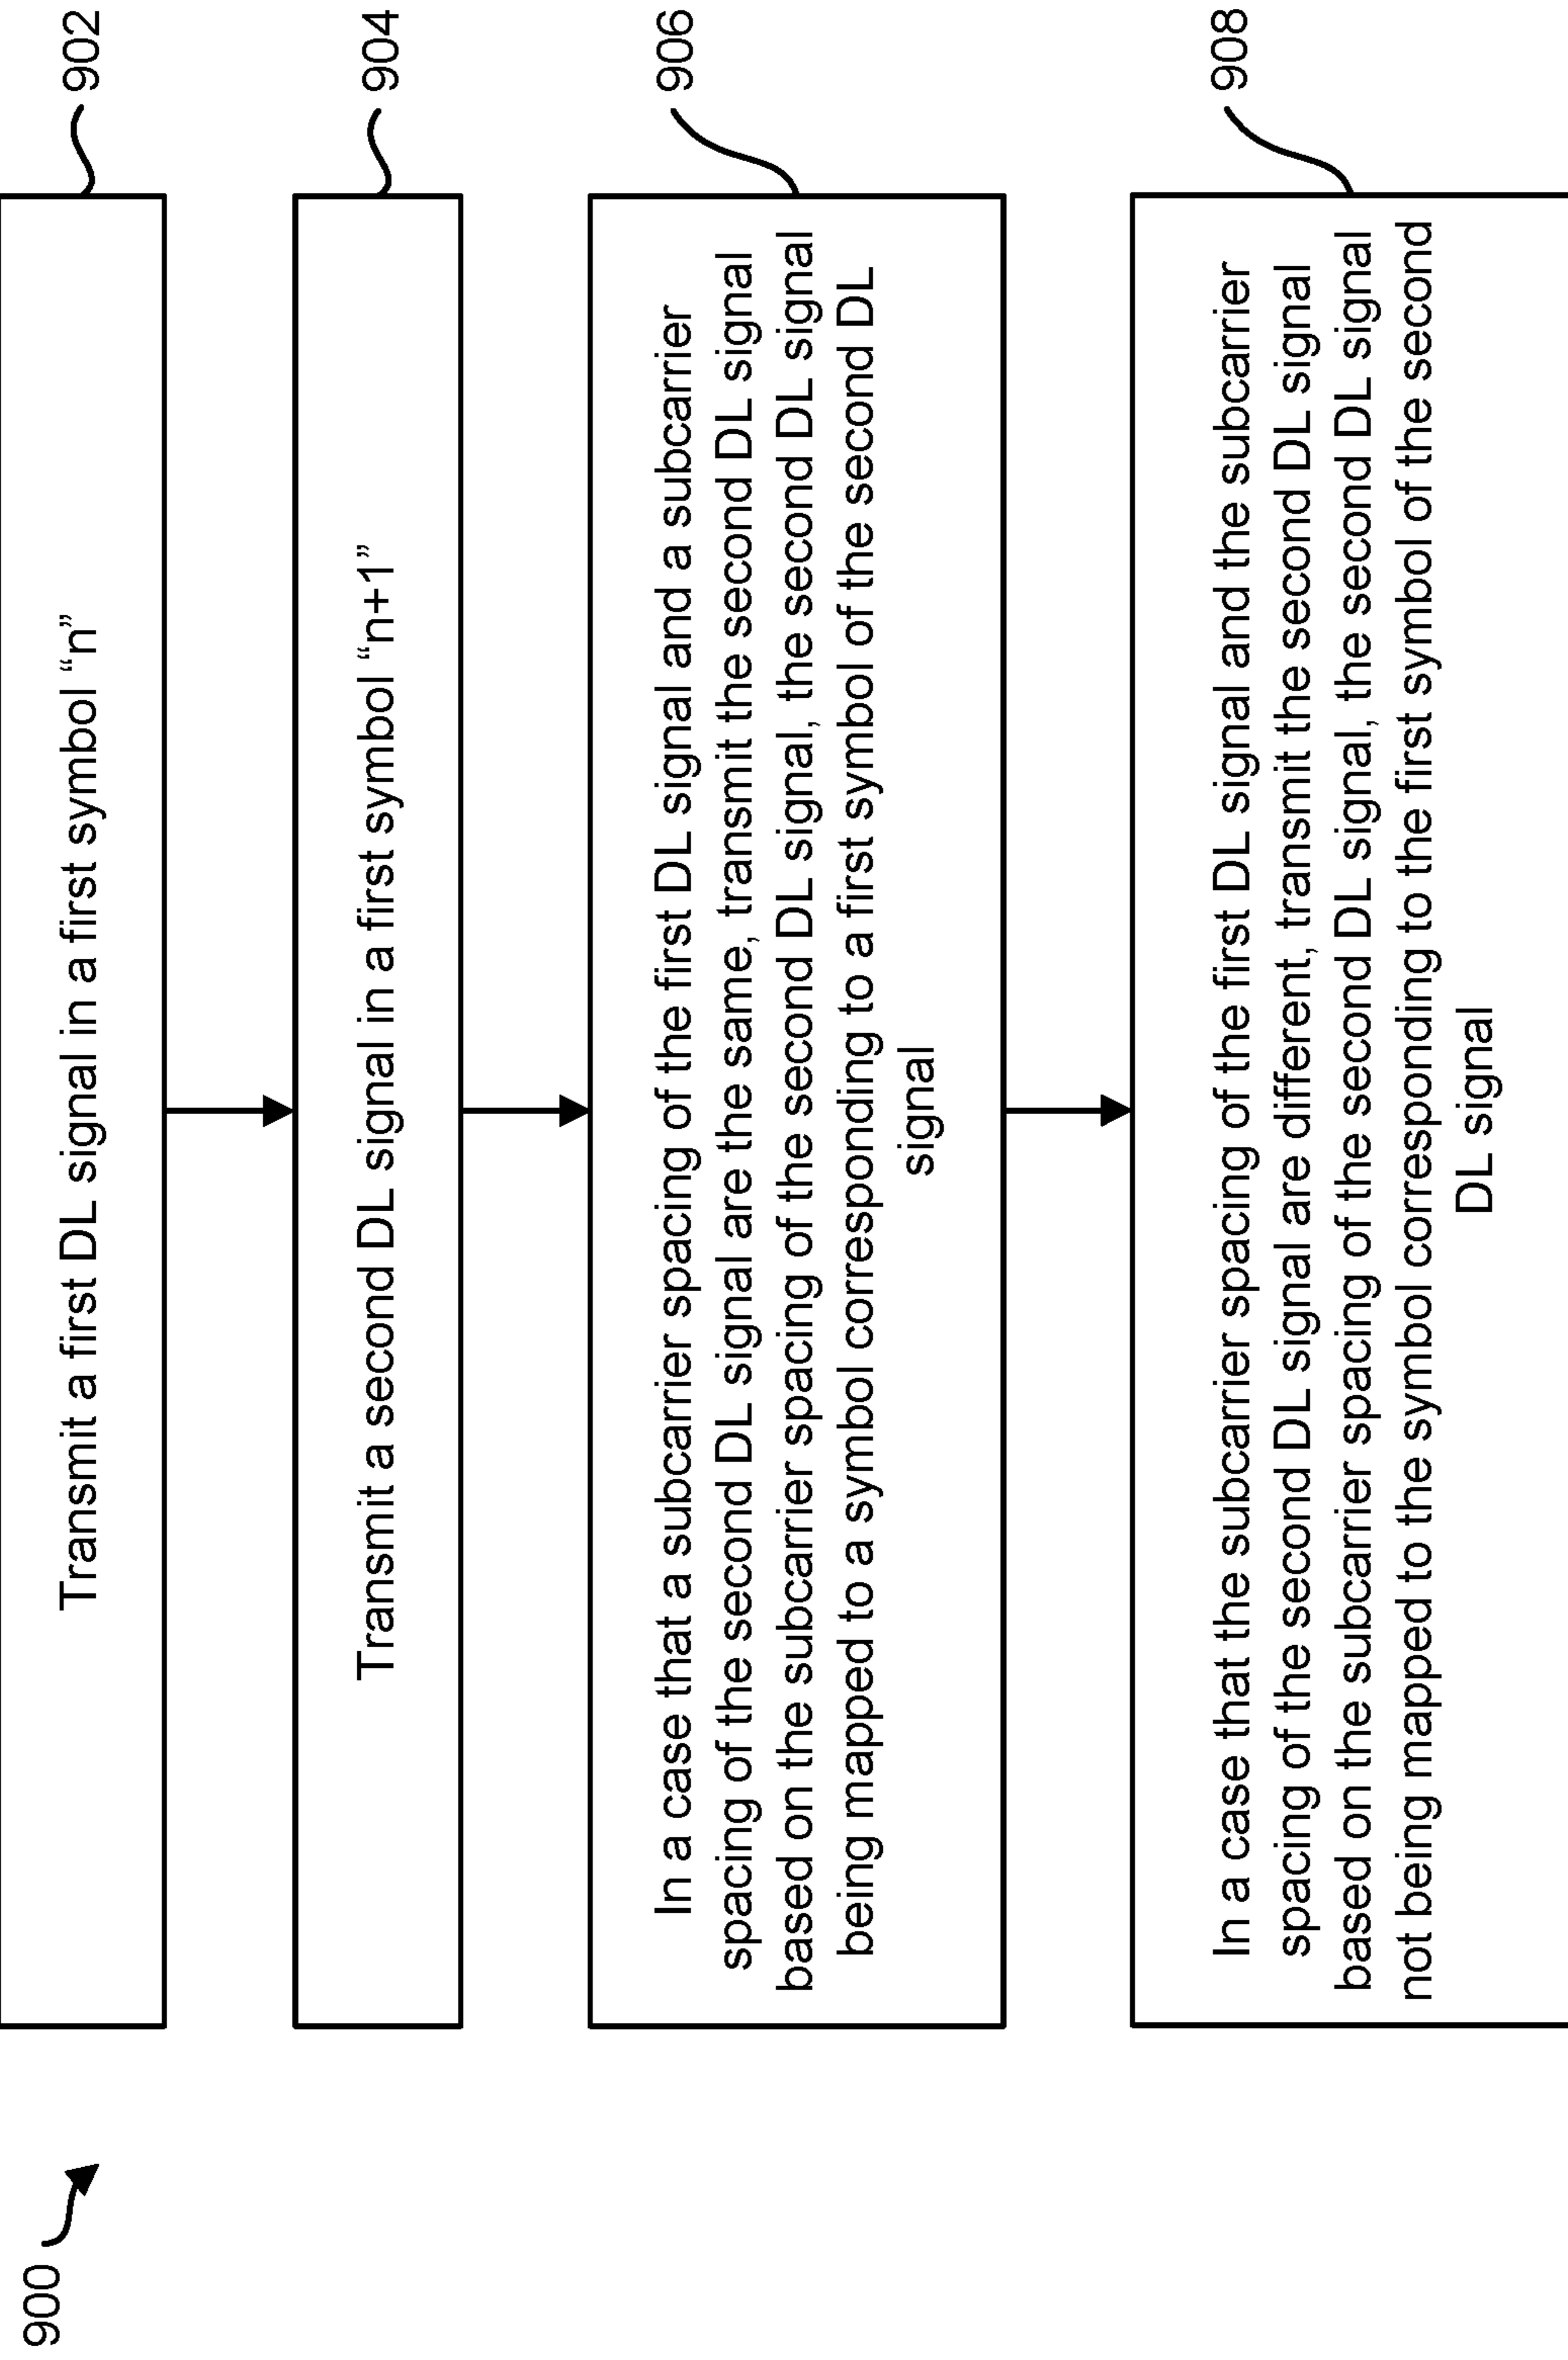 900
Transmit a first DL signal in a first symbol “n”
902
Transmit a second DL signal in a first symbol “n+1”
904
In a case that a subcarrier spacing of the first DL signal and a subcarrier
spacing of the second DL signal are the same, transmit the second DL signal
based on the subcarrier spacing of the second DL signal, the second DL signal
being mapped to a symbol corresponding to a first symbol of the second DL
signal
906
In a case that the subcarrier spacing of the first DL signal and the subcarrier
spacing of the second DL signal are different, transmit the second DL signal
based on the subcarrier spacing of the second DL signal, the second DL signal
not being mapped to the symbol corresponding to the first symbol of the second
DL signal
908